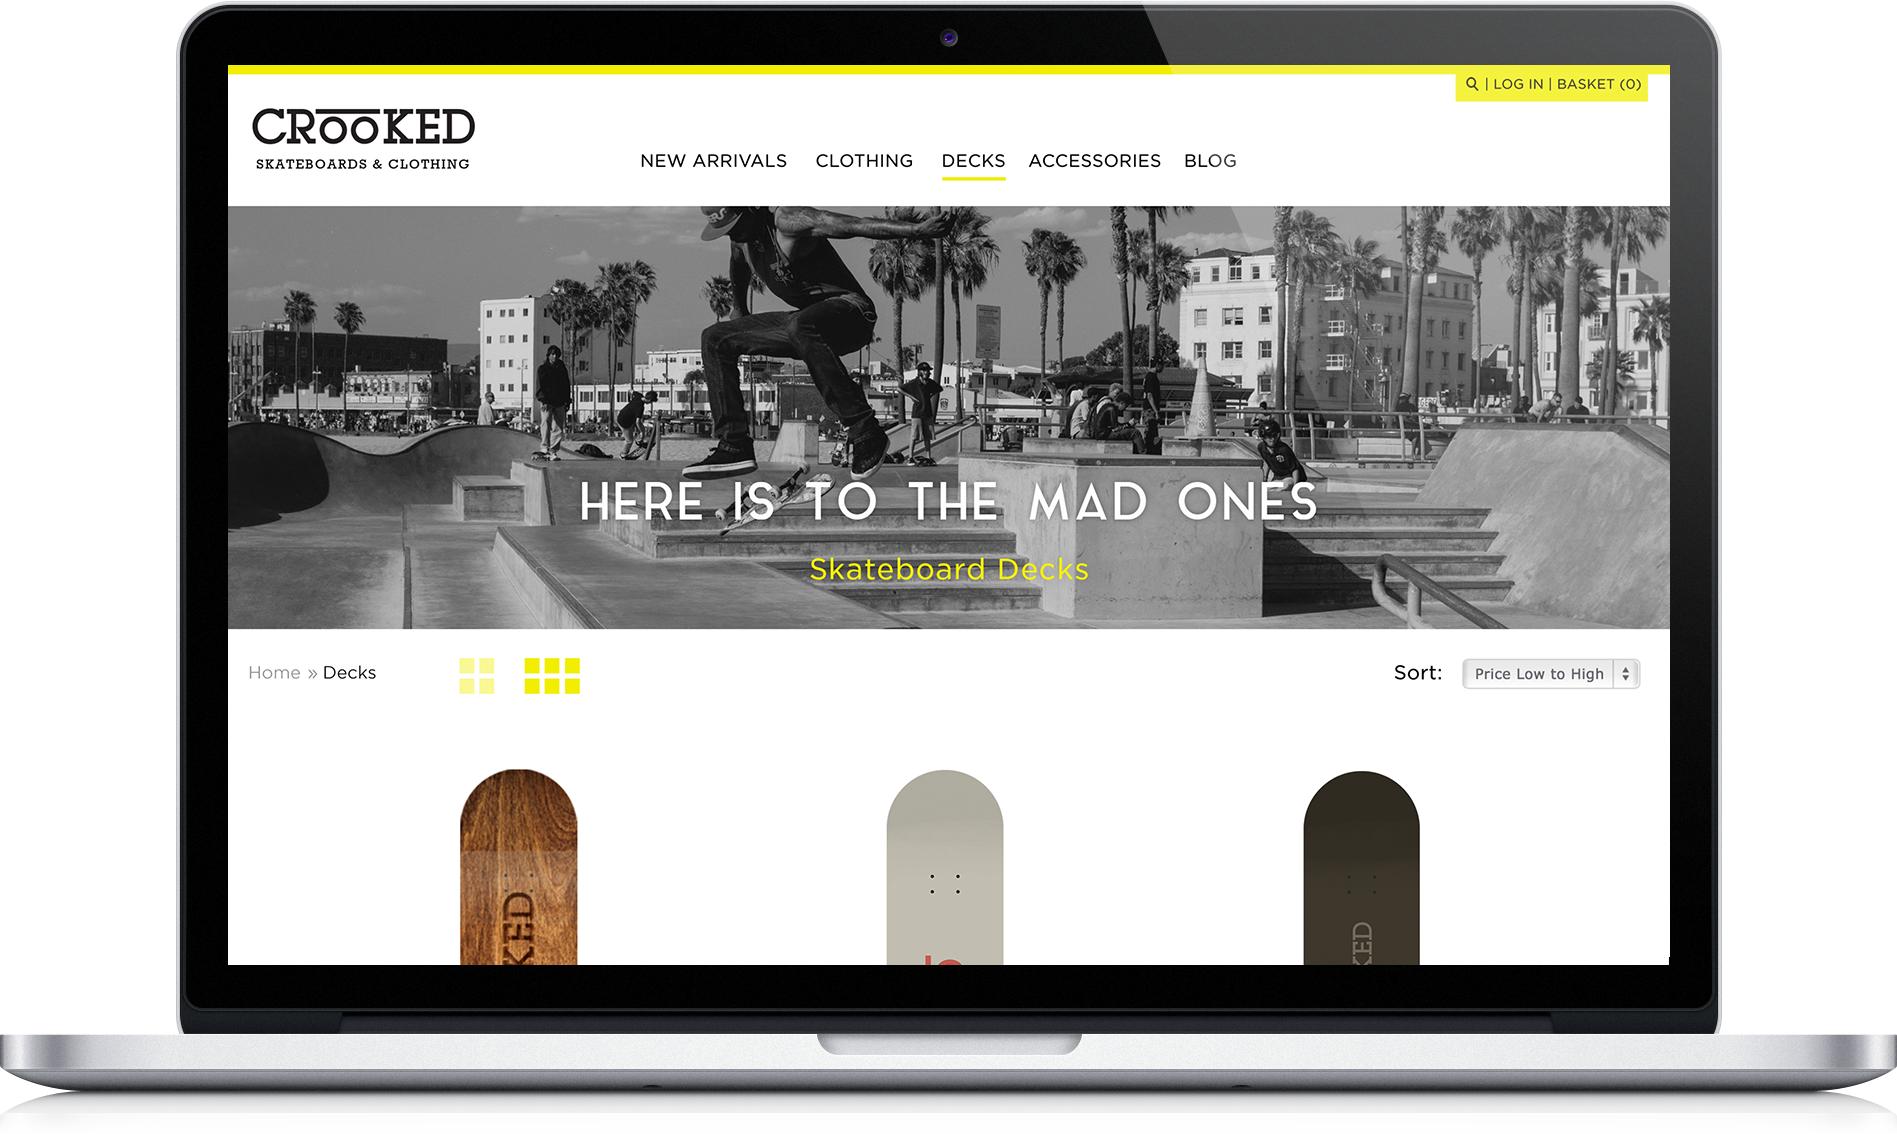 | LOG IN | BASKET (0)
CROOKED
SKATEBOARDS & CLOTHING
NEW ARRIVALS CLOTHING DECKS ACCESSORIES BLOG
HERE IS TO THE MAD ONES
Skateboard Decks
Home » Decks
Sort: Price Low to High
KED
KED